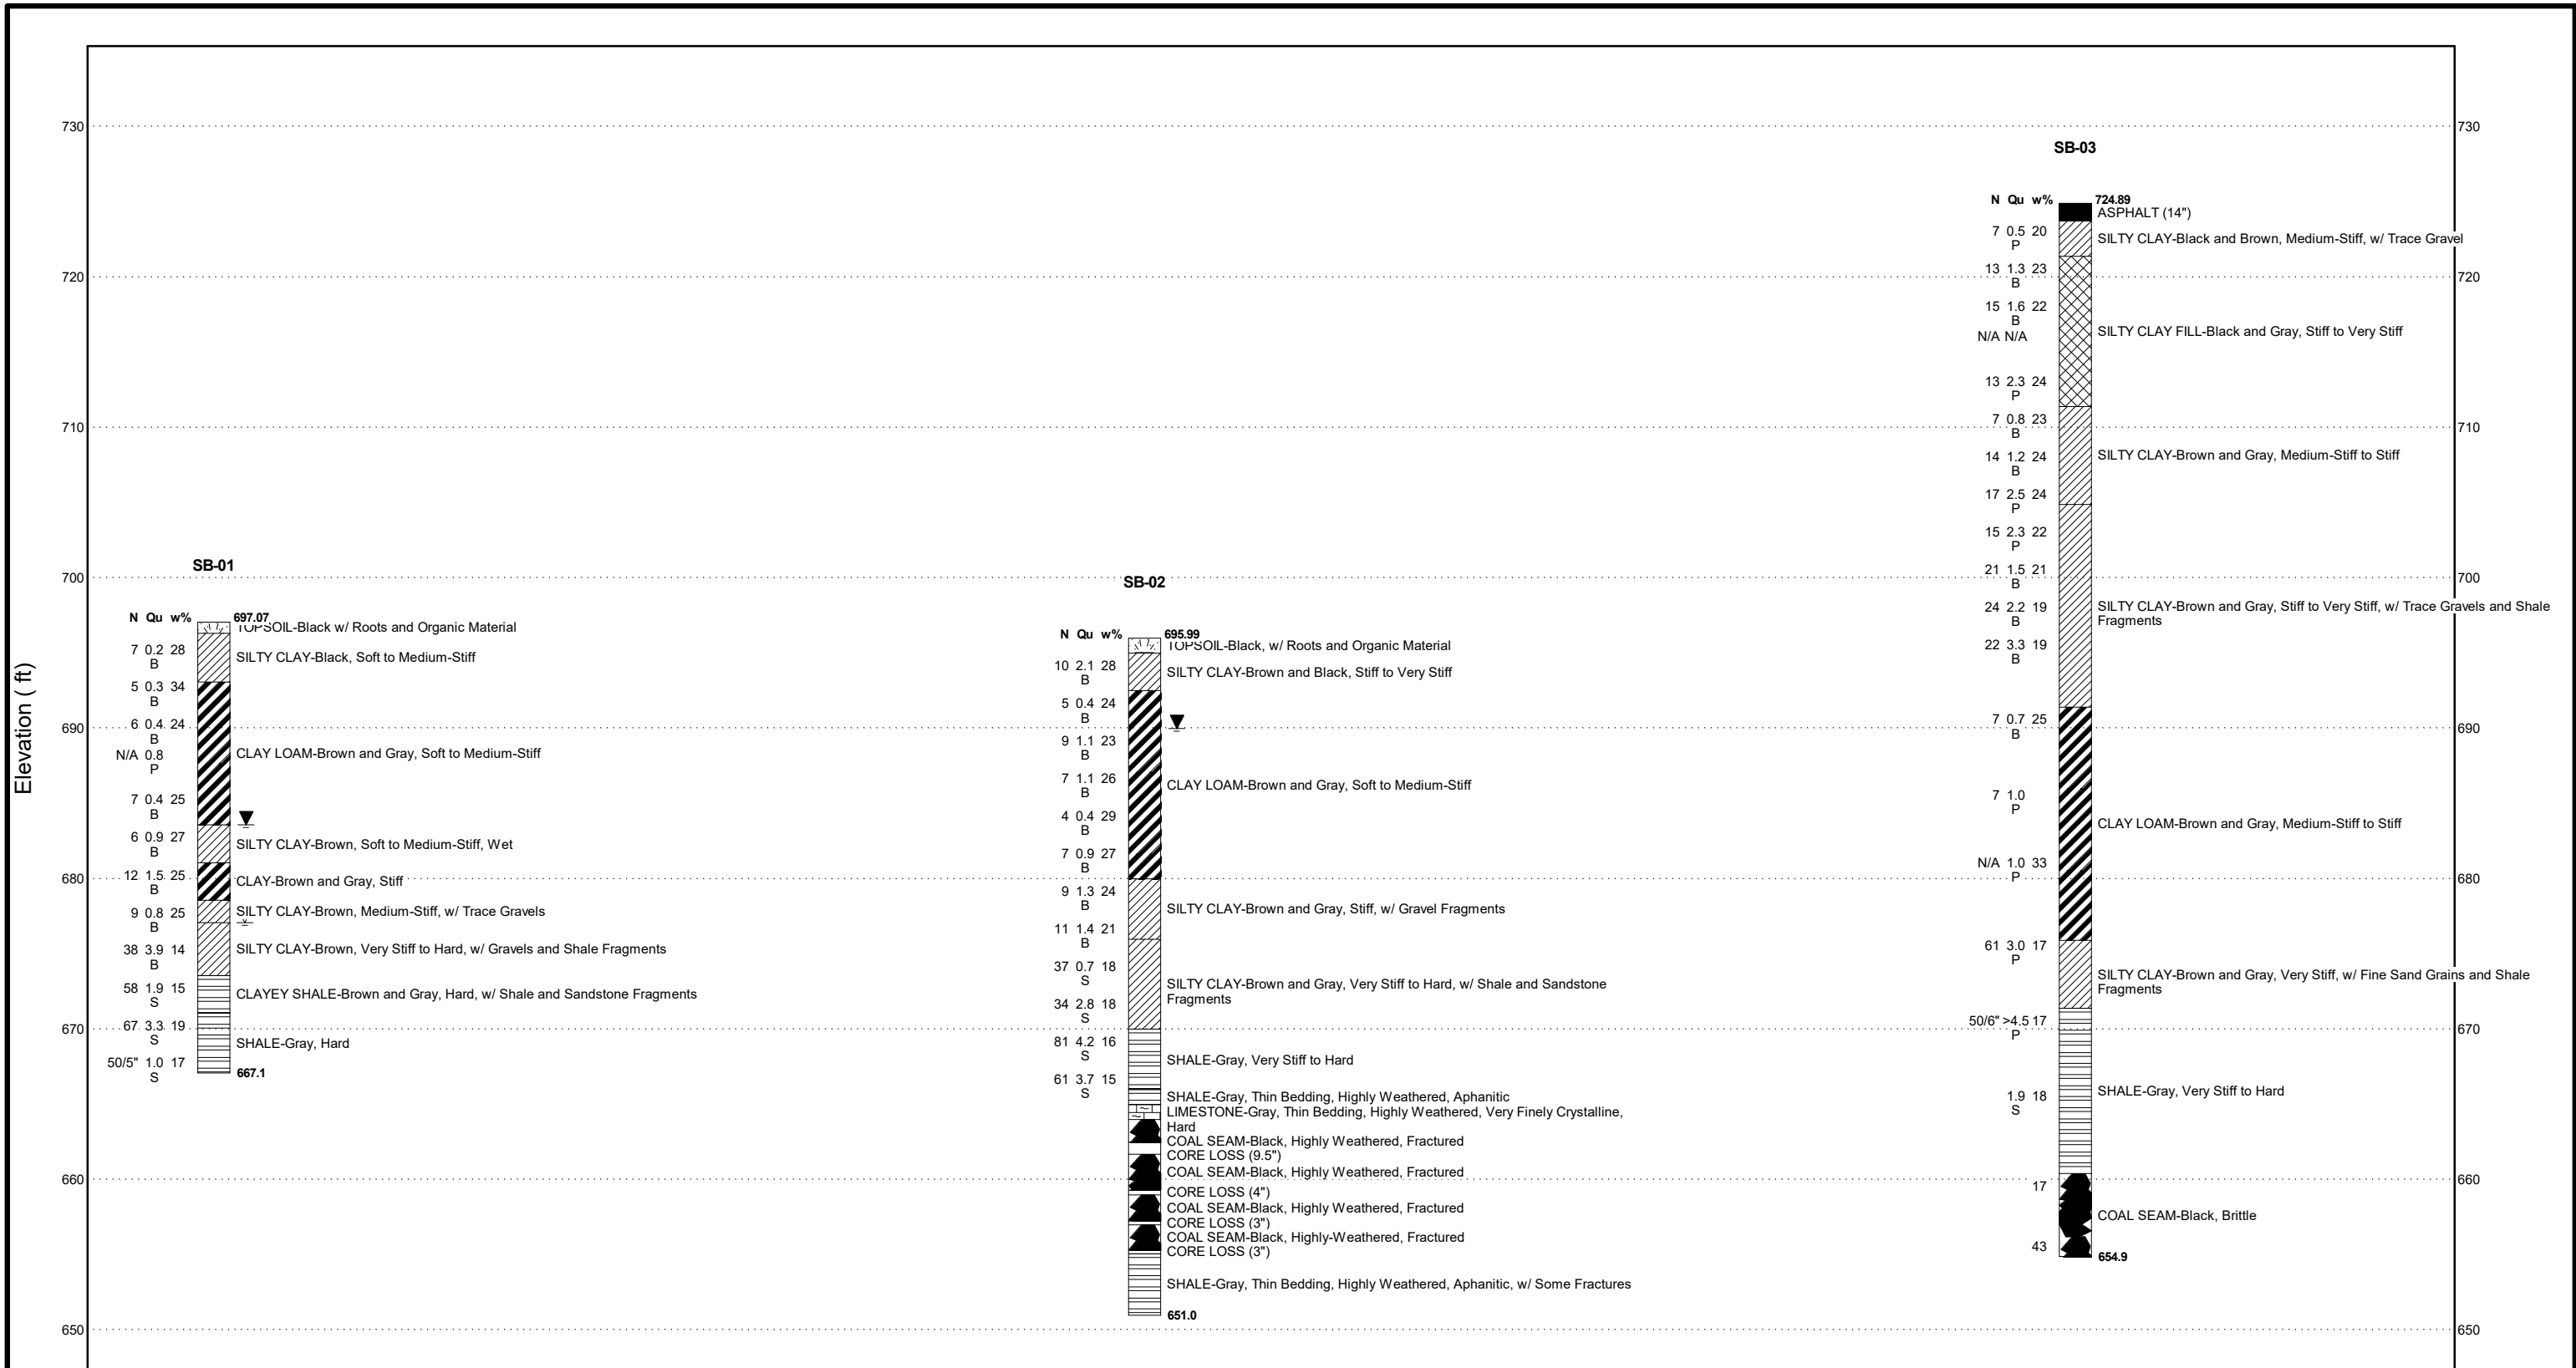 730
730
SB-03
N Qu w%
724.89
ASPHALT (14")
7 0.5 20
P
SILTY CLAY-Black and Brown, Medium-Stiff, w/ Trace Gravel
13 1.3 23
B
720
720
15 1.6 22
B
N/A N/A
SILTY CLAY FILL-Black and Gray, Stiff to Very Stiff
13 2.3 24
P
7 0.8 23
B
710
710
14 1.2 24
B
SILTY CLAY-Brown and Gray, Medium-Stiff to Stiff
17 2.5 24
P
15 2.3 22
P
21 1.5 21
B
700
700
24 2.2 19
B
SILTY CLAY-Brown and Gray, Stiff to Very Stiff, w/ Trace Gravels and Shale
Fragments
22 3.3 19
B
7 0.7 25
B
690
690
7 1.0
P
CLAY LOAM-Brown and Gray, Medium-Stiff to Stiff
N/A 1.0 33
P
680
680
61 3.0 17
P
SILTY CLAY-Brown and Gray, Very Stiff, w/ Fine Sand Grains and Shale
Fragments
50/6" >4.5 17
P
670
670
1.9 18
S
SHALE-Gray, Very Stiff to Hard
17
660
660
COAL SEAM-Black, Brittle
43
654.9
650
650
Elevation ( ft)
SB-01
N Qu w%
697.07
TOPSOIL-Black w/ Roots and Organic Material
7 0.2 28
B
SILTY CLAY-Black, Soft to Medium-Stiff
5 0.3 34
B
6 0.4 24
B
N/A 0.8
P
CLAY LOAM-Brown and Gray, Soft to Medium-Stiff
7 0.4 25
B
6 0.9 27
B
SILTY CLAY-Brown, Soft to Medium-Stiff, Wet
12 1.5 25
B
CLAY-Brown and Gray, Stiff
9 0.8 25
B
SILTY CLAY-Brown, Medium-Stiff, w/ Trace Gravels
38 3.9 14
B
SILTY CLAY-Brown, Very Stiff to Hard, w/ Gravels and Shale Fragments
58 1.9 15
S
CLAYEY SHALE-Brown and Gray, Hard, w/ Shale and Sandstone Fragments
67 3.3 19
S
SHALE-Gray, Hard
50/5" 1.0 17
S
667.1
SB-02
N Qu w%
695.99
TOPSOIL-Black, w/ Roots and Organic Material
10 2.1 28
B
SILTY CLAY-Brown and Black, Stiff to Very Stiff
5 0.4 24
B
9 1.1 23
B
7 1.1 26
B
CLAY LOAM-Brown and Gray, Soft to Medium-Stiff
4 0.4 29
B
7 0.9 27
B
9 1.3 24
B
SILTY CLAY-Brown and Gray, Stiff, w/ Gravel Fragments
11 1.4 21
B
37 0.7 18
S
SILTY CLAY-Brown and Gray, Very Stiff to Hard, w/ Shale and Sandstone
Fragments
34 2.8 18
S
81 4.2 16
S
SHALE-Gray, Very Stiff to Hard
61 3.7 15
S
SHALE-Gray, Thin Bedding, Highly Weathered, Aphanitic
LIMESTONE-Gray, Thin Bedding, Highly Weathered, Very Finely Crystalline,
Hard
COAL SEAM-Black, Highly Weathered, Fractured
CORE LOSS (9.5")
COAL SEAM-Black, Highly Weathered, Fractured
CORE LOSS (4")
COAL SEAM-Black, Highly Weathered, Fractured
CORE LOSS (3")
COAL SEAM-Black, Highly-Weathered, Fractured
CORE LOSS (3")
SHALE-Gray, Thin Bedding, Highly Weathered, Aphanitic, w/ Some Fractures
651.0